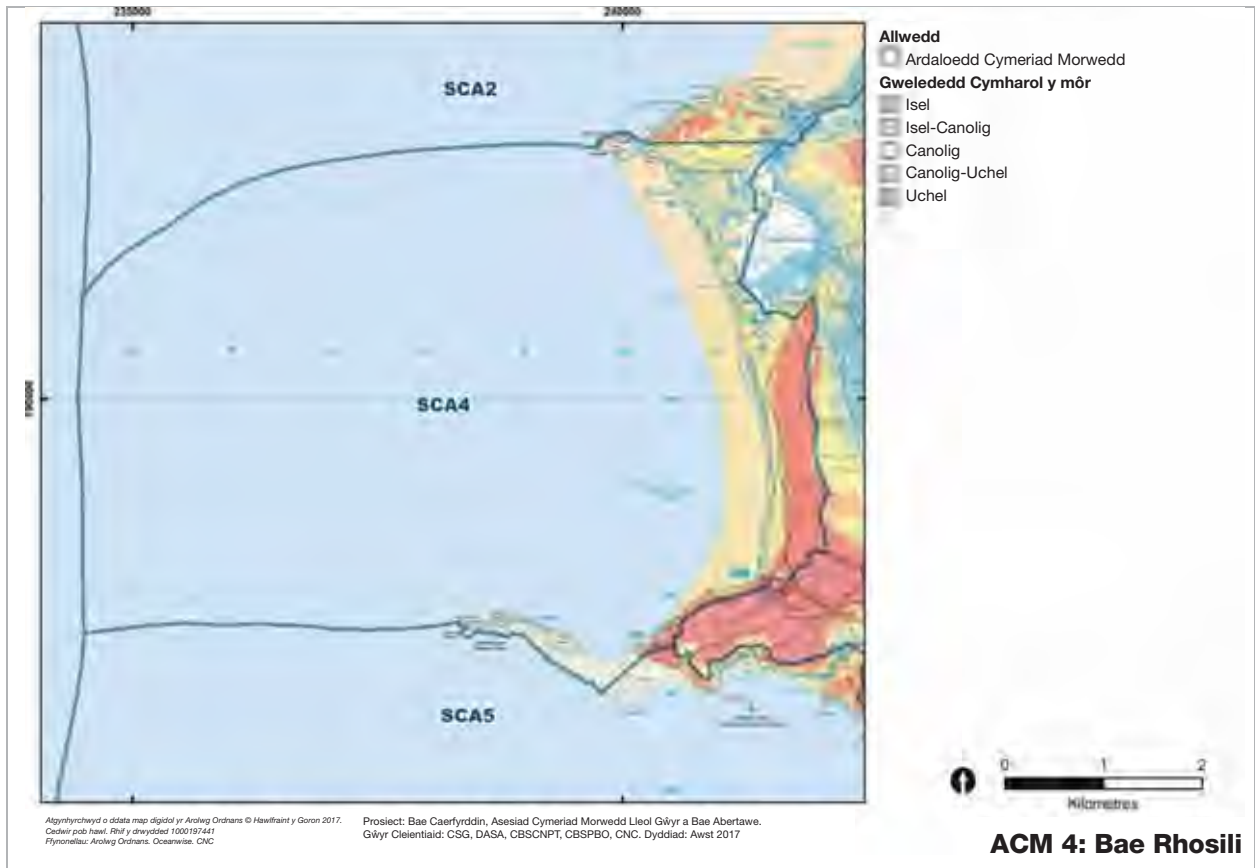 235000
240000
190000
SCA2
SCA4
SCA5
Allwedd
Ardaloedd Cymeriad Morwedd
Gwelededd Cymharol y môr
Isel
Isel-Canolig
Canolig
Canolig-Uchel
Uchel
0 1 2
Kilometres
Atgynhyrchwyd o ddata map digidol yr Arolwg Ordnans © Hawlfraint y Goron 2017.
Cedwir pob hawl. Rhif y drwydded 1000197441
Ffynonellau: Arolwg Ordnans. Oceanwise. CNC
Prosiect: Bae Caerfyrddin, Asesiad Cymeriad Morwedd Lleol Gŵyr a Bae Abertawe.
Gŵyr Cleientiaid: CSG, DASA, CBSCNPT, CBSPBO, CNC. Dyddiad: Awst 2017
ACM 4: Bae Rhosili